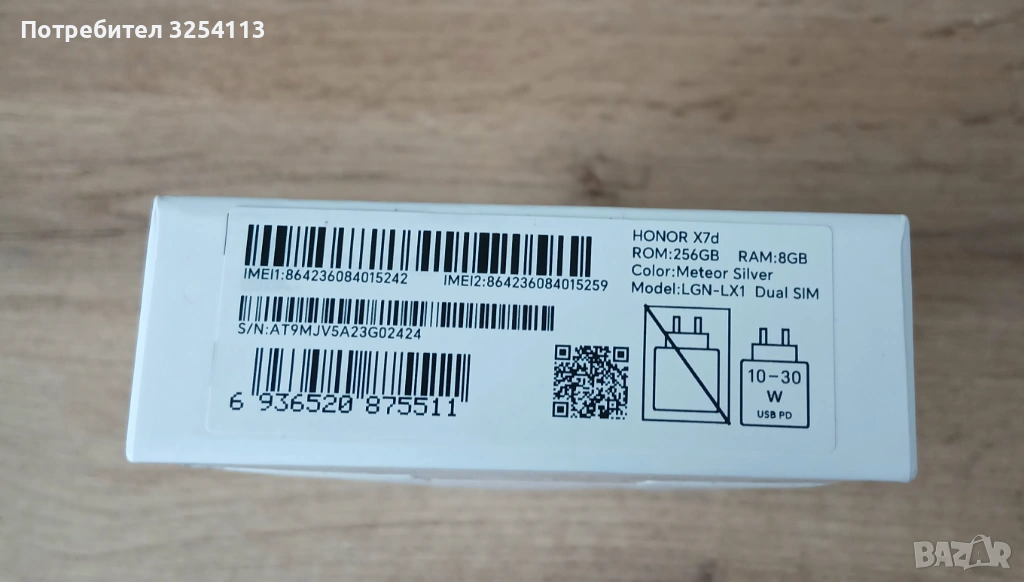 Потребител 3254113
IMEI1:864236084015242 IMEI2:864236084015259
S/N:AT9MJV5A23G02424
6 936520 875511
HONOR X7d
ROM:256GB RAM:8GB
Color:Meteor Silver
Model:LGN-LX1 Dual SIM
10–30
W
USB PD
BAZAR